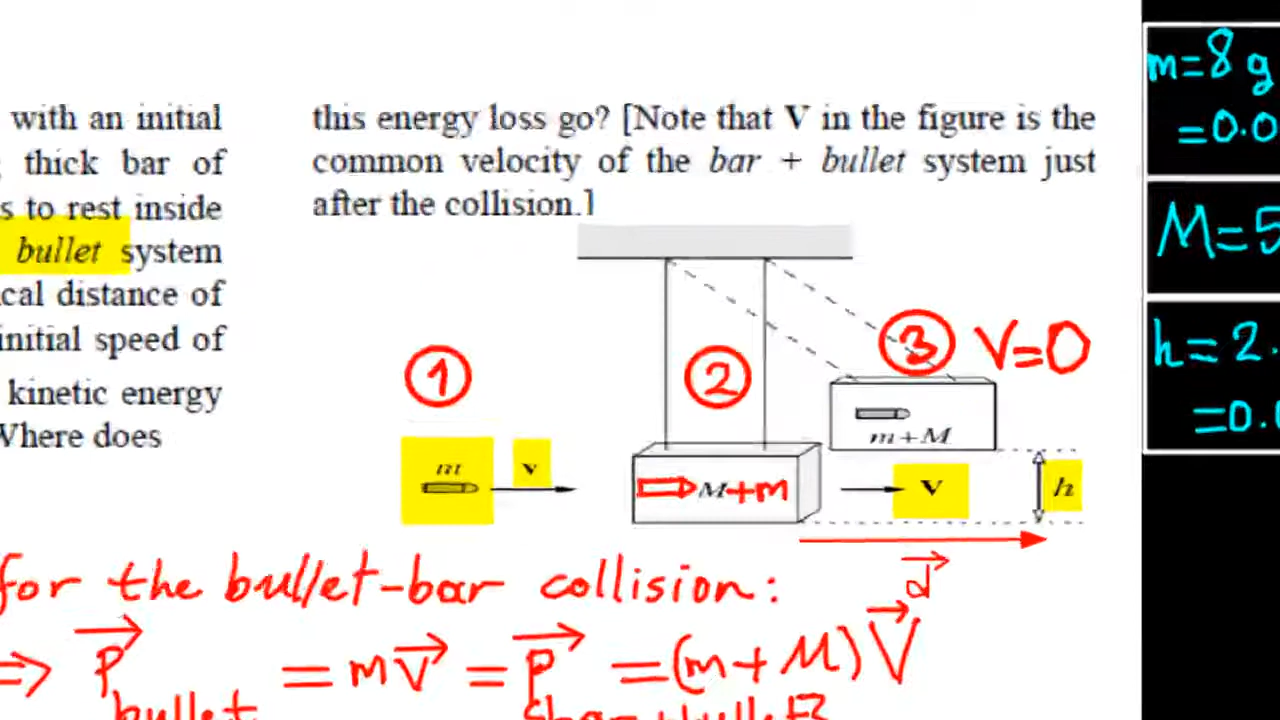 with an initial
thick bar of
s to rest inside
bullet system
cal distance of
initial speed of
kinetic energy
Where does
this energy loss go? [Note that V in the figure is the
common velocity of the bar + bullet system just
after the collision.]
1
2
3 V=0
m
v
M+m
V
m+M
h
d
for the bullet-bar collision:
⇒ P bullet = mV = P {bar+bullet} = (m+M)V
m=8 g
=0.0
M=5
h=2.
=0.0